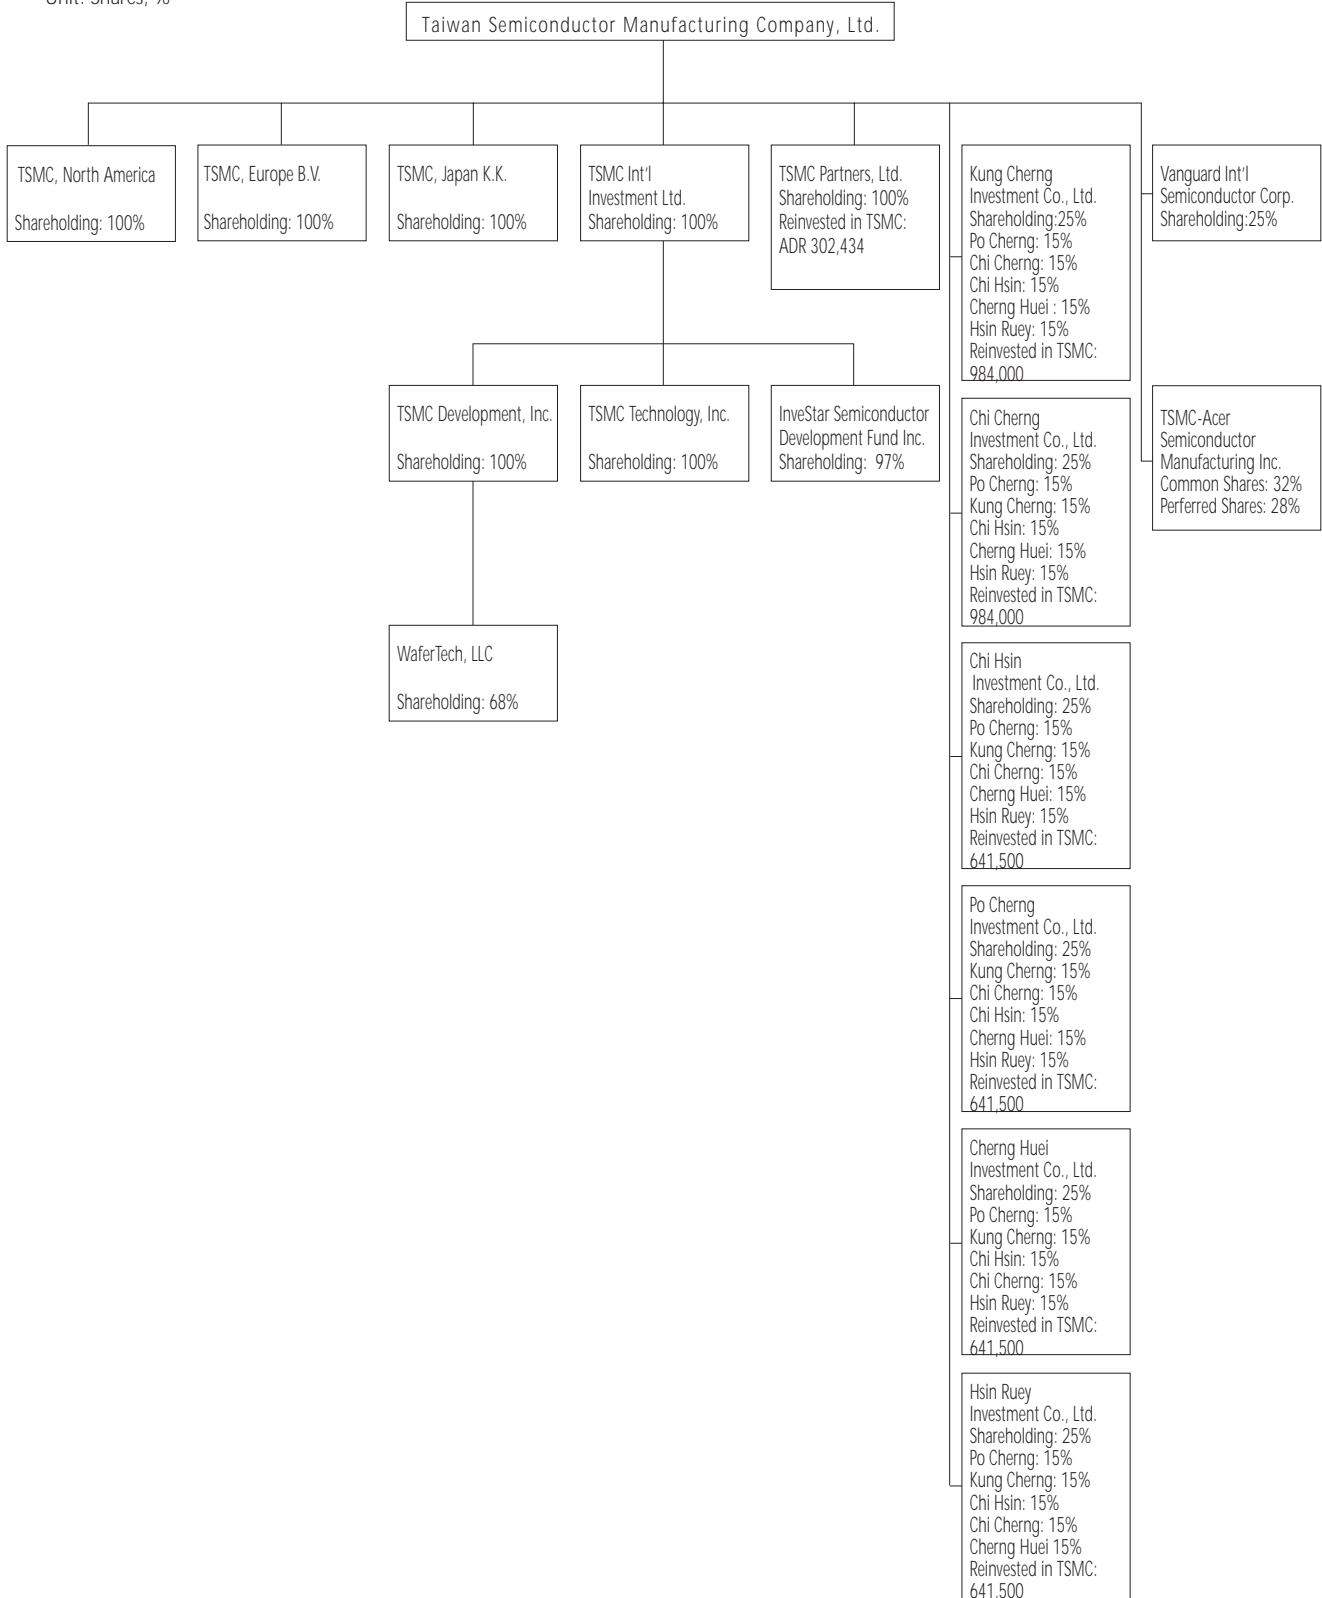 Unit: Shares, %
Taiwan Semiconductor Manufacturing Company, Ltd.
TSMC, North America
Shareholding: 100%
TSMC, Europe B.V.
Shareholding: 100%
TSMC, Japan K.K.
Shareholding: 100%
TSMC Int'l
Investment Ltd.
Shareholding: 100%
TSMC Partners, Ltd.
Shareholding: 100%
Reinvested in TSMC:
ADR 302,434
Kung Cherng
Investment Co., Ltd.
Shareholding:25%
Po Cherng: 15%
Chi Cherng: 15%
Chi Hsin: 15%
Cherng Huei : 15%
Hsin Ruey: 15%
Reinvested in TSMC:
984,000
Vanguard Int'l
Semiconductor Corp.
Shareholding:25%
TSMC Development, Inc.
Shareholding: 100%
TSMC Technology, Inc.
Shareholding: 100%
InveStar Semiconductor
Development Fund Inc.
Shareholding: 97%
Chi Cherng
Investment Co., Ltd.
Shareholding: 25%
Po Cherng: 15%
Kung Cherng: 15%
Chi Hsin: 15%
Cherng Huei: 15%
Hsin Ruey: 15%
Reinvested in TSMC:
984,000
TSMC-Acer
Semiconductor
Manufacturing Inc.
Common Shares: 32%
Perferred Shares: 28%
WaferTech, LLC
Shareholding: 68%
Chi Hsin
Investment Co., Ltd.
Shareholding: 25%
Po Cherng: 15%
Kung Cherng: 15%
Chi Cherng: 15%
Cherng Huei: 15%
Hsin Ruey: 15%
Reinvested in TSMC:
641,500
Po Cherng
Investment Co., Ltd.
Shareholding: 25%
Kung Cherng: 15%
Chi Cherng: 15%
Chi Hsin: 15%
Cherng Huei: 15%
Hsin Ruey: 15%
Reinvested in TSMC:
641,500
Cherng Huei
Investment Co., Ltd.
Shareholding: 25%
Po Cherng: 15%
Kung Cherng: 15%
Chi Hsin: 15%
Chi Cherng: 15%
Hsin Ruey: 15%
Reinvested in TSMC:
641,500
Hsin Ruey
Investment Co., Ltd.
Shareholding: 25%
Po Cherng: 15%
Kung Cherng: 15%
Chi Hsin: 15%
Chi Cherng: 15%
Cherng Huei 15%
Reinvested in TSMC:
641,500